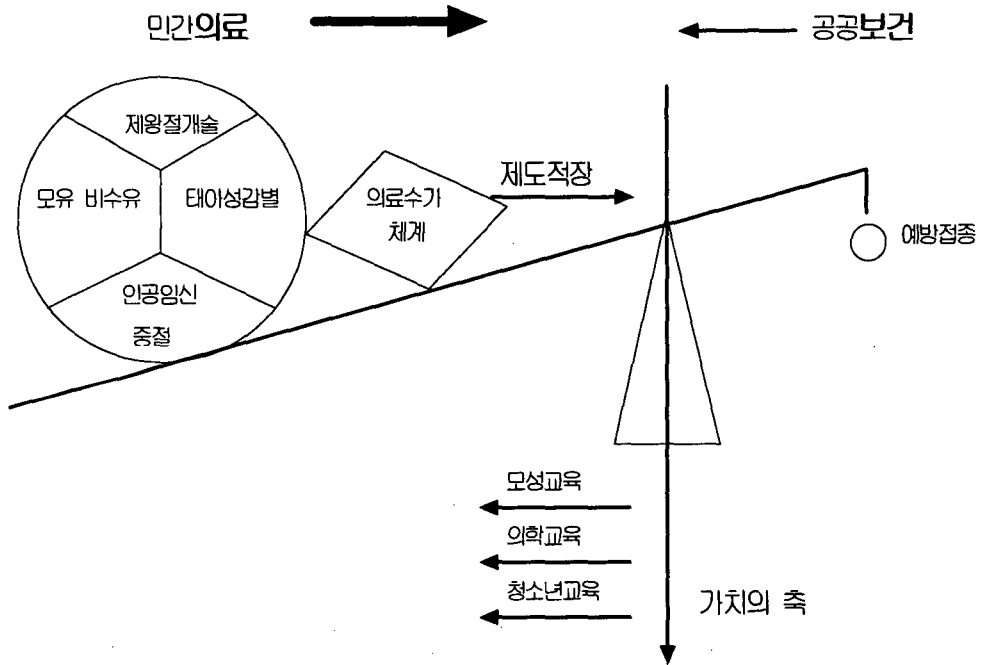 민간의료
공공보건
제왕절개술
모유 비수유
태아성감별
인공임신
중절
의료수가
체계
제도적장
예방접종
모성교육
의학교육
청소년교육
가치의 축